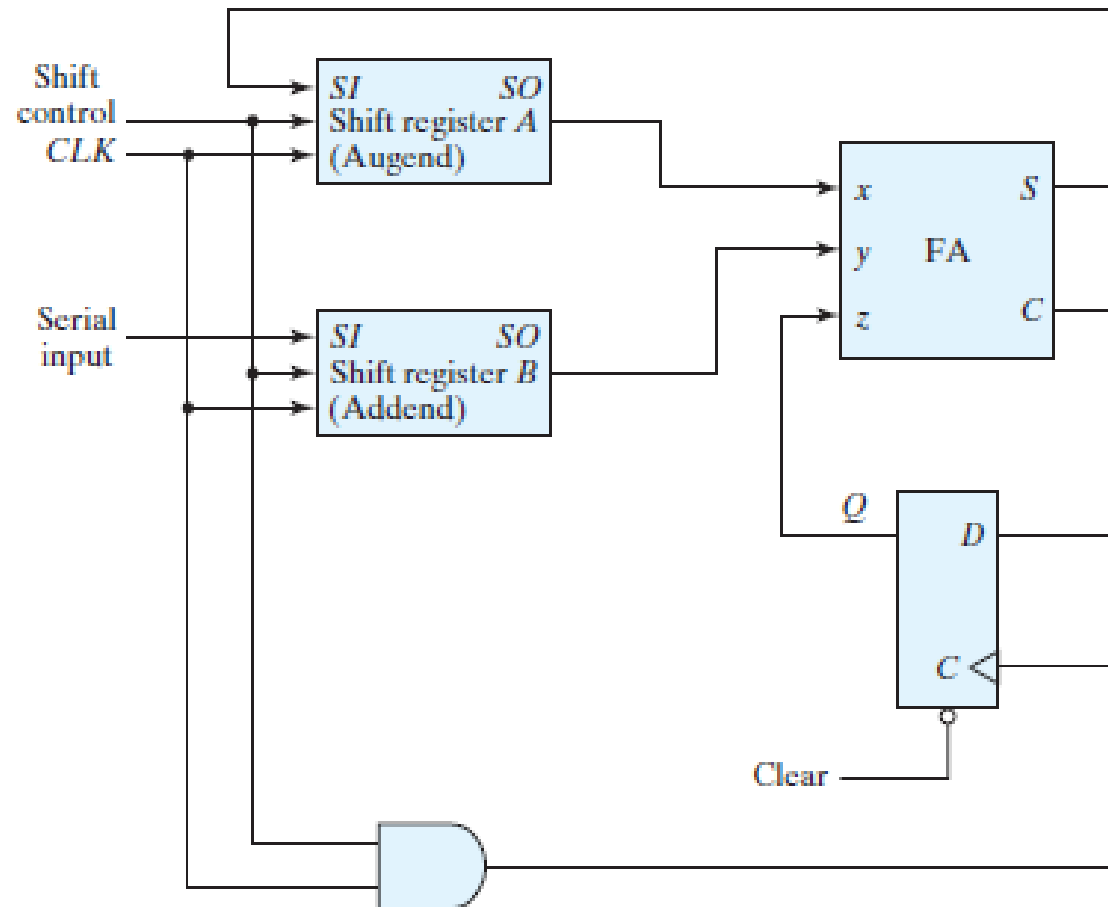 Shift
control
CLK
SI SO
Shift register A
(Augend)
x S
y FA
z C
Serial
input
SI SO
Shift register B
(Addend)
Q
D
C
Clear